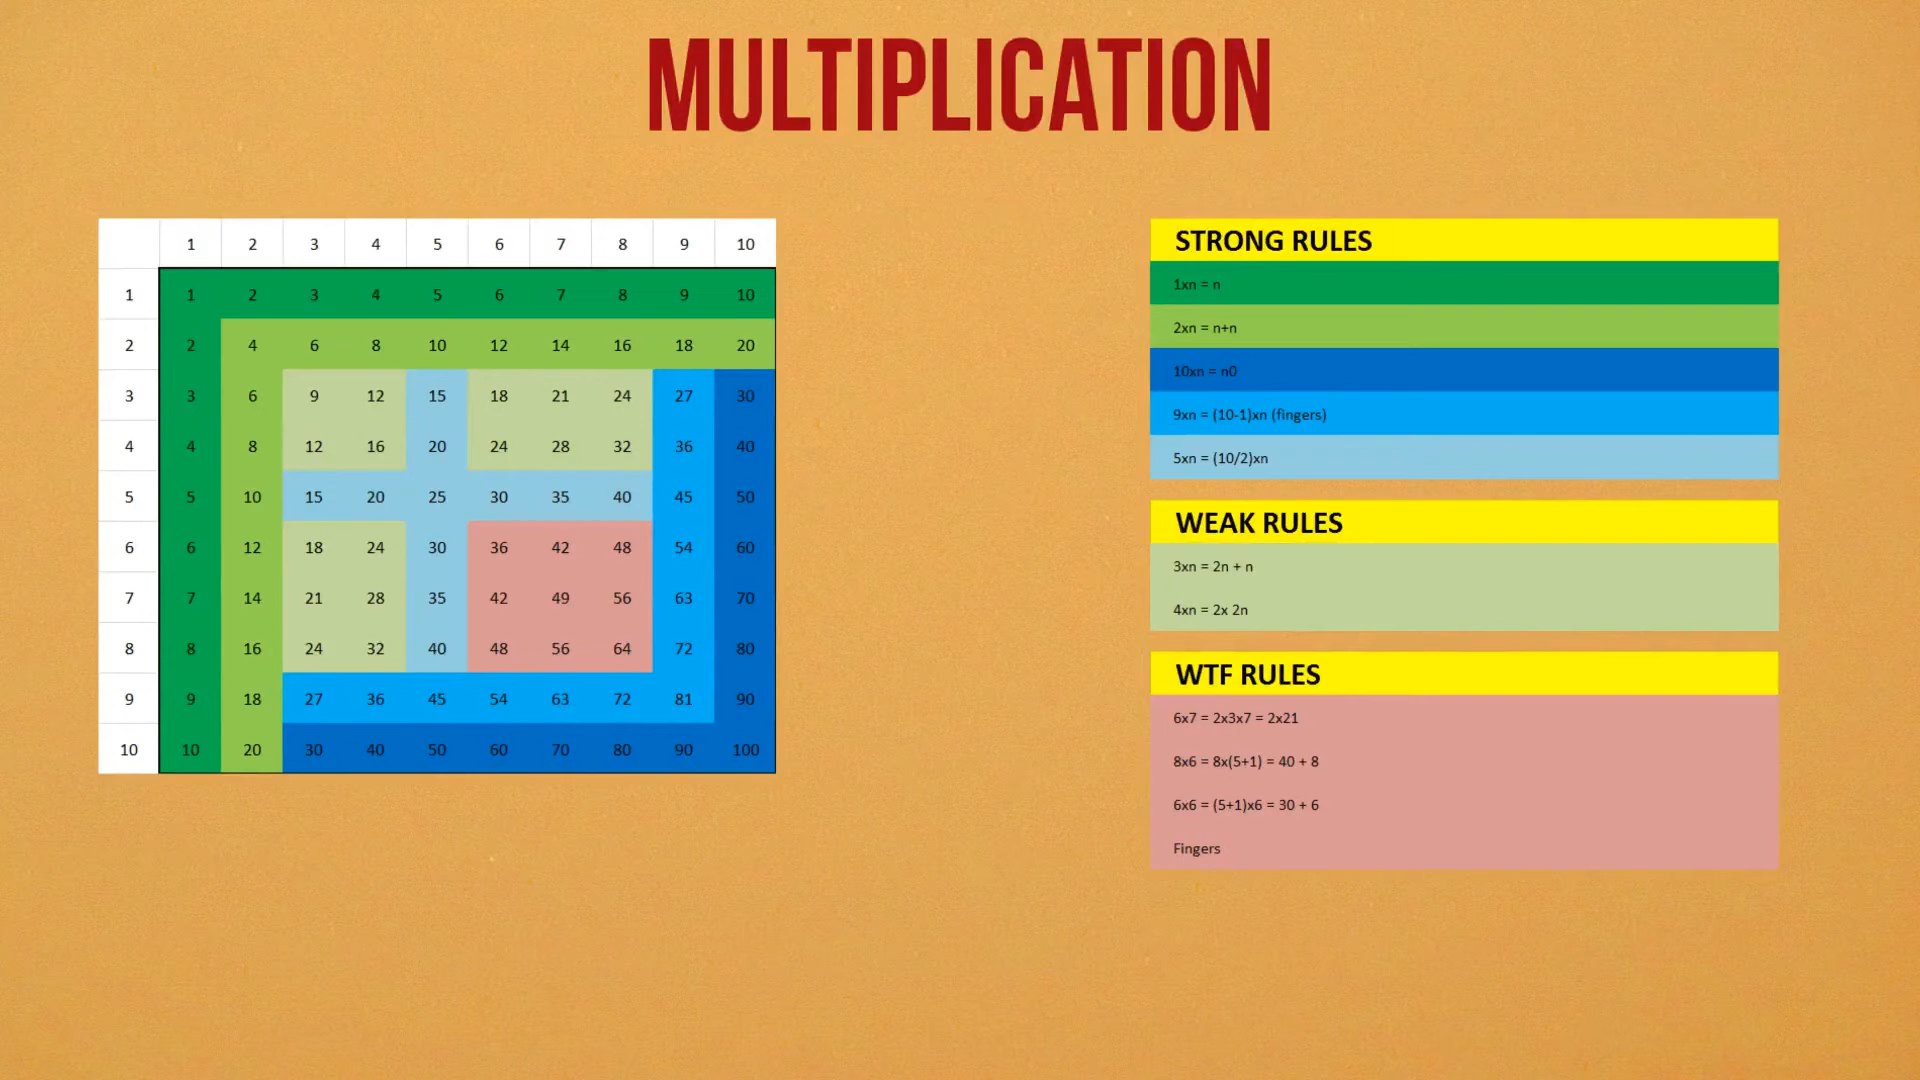 MULTIPLICATION
1 2 3 4 5 6 7 8 9 10
1 1 2 3 4 5 6 7 8 9 10
2 2 4 6 8 10 12 14 16 18 20
3 3 6 9 12 15 18 21 24 27 30
4 4 8 12 16 20 24 28 32 36 40
5 5 10 15 20 25 30 35 40 45 50
6 6 12 18 24 30 36 42 48 54 60
7 7 14 21 28 35 42 49 56 63 70
8 8 16 24 32 40 48 56 64 72 80
9 9 18 27 36 45 54 63 72 81 90
10 10 20 30 40 50 60 70 80 90 100
STRONG RULES
1xn = n
2xn = n+n
10xn = n0
9xn = (10-1)xn (fingers)
5xn = (10/2)xn
WEAK RULES
3xn = 2n + n
4xn = 2x 2n
WTF RULES
6x7 = 2x3x7 = 2x21
8x6 = 8x(5+1) = 40 + 8
6x6 = (5+1)x6 = 30 + 6
Fingers